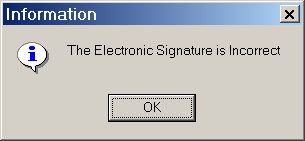 Information
The Electronic Signature is Incorrect
OK